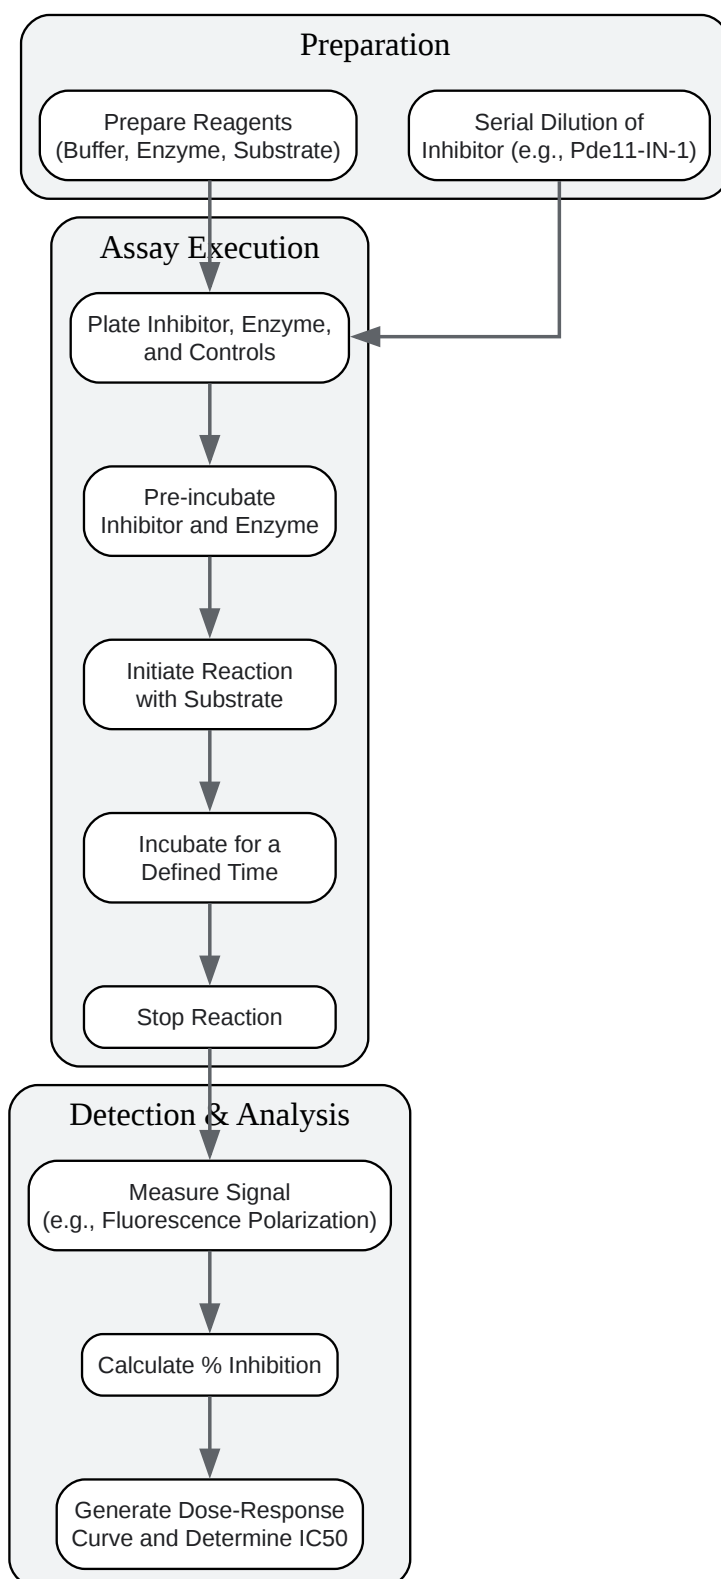 Preparation
Prepare Reagents
(Buffer, Enzyme, Substrate)
Serial Dilution of
Inhibitor (e.g., Pde11-IN-1)
Assay Execution
Plate Inhibitor, Enzyme,
and Controls
Pre-incubate
Inhibitor and Enzyme
Initiate Reaction
with Substrate
Incubate for a
Defined Time
Stop Reaction
Detection & Analysis
Measure Signal
(e.g., Fluorescence Polarization)
Calculate % Inhibition
Generate Dose-Response
Curve and Determine IC50